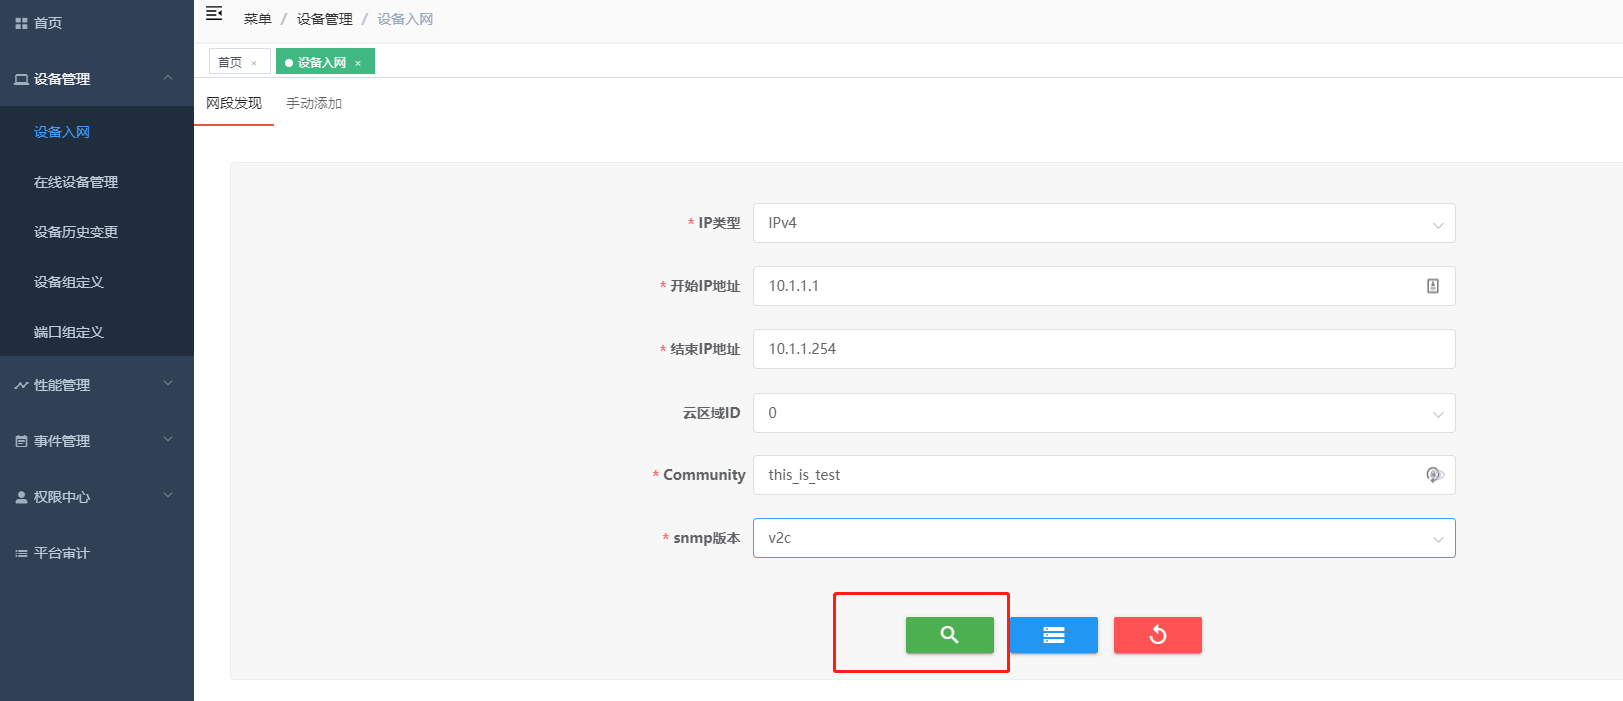 首页
设备管理
设备入网
在线设备管理
设备历史变更
设备组定义
端口组定义
性能管理
事件管理
权限中心
平台审计
菜单 / 设备管理 / 设备入网
首页 × 设备入网 ×
网段发现 手动添加
* IP类型 IPv4
* 开始IP地址 10.1.1.1
* 结束IP地址 10.1.1.254
云区域ID 0
* Community this_is_test
* snmp版本 v2c